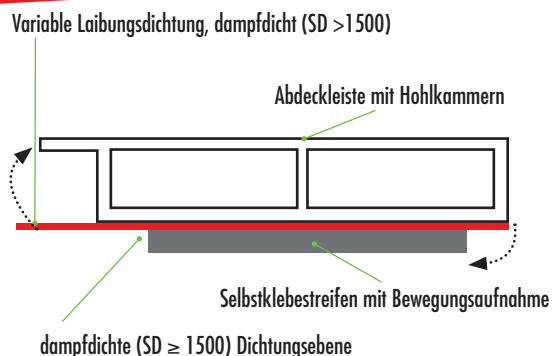 Variable Laibungsdichtung, dampfdicht (SD >1500)
Abdeckleiste mit Hohlkammern
Selbstklebestreifen mit Bewegungsaufnahme
dampfdichte (SD ≥ 1500) Dichtungsebene